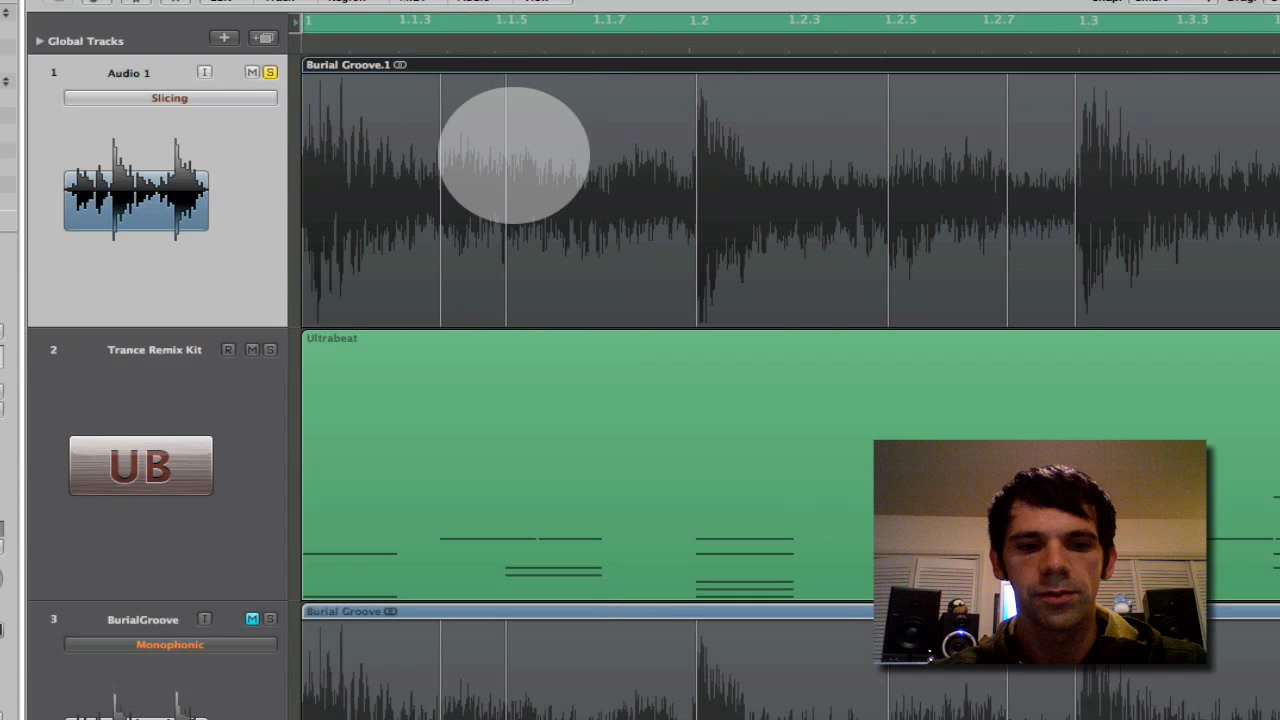 1 1.1.3 1.1.5 1.1.7 1.2 1.2.3 1.2.5 1.2.7 1.3 1.3.3
Global Tracks
1 Audio 1 I M S
Slicing
Burial Groove.1
2 Trance Remix Kit R M S
Ultrabeat
UB
3 BurialGroove I M S
Monophonic
Burial Groove